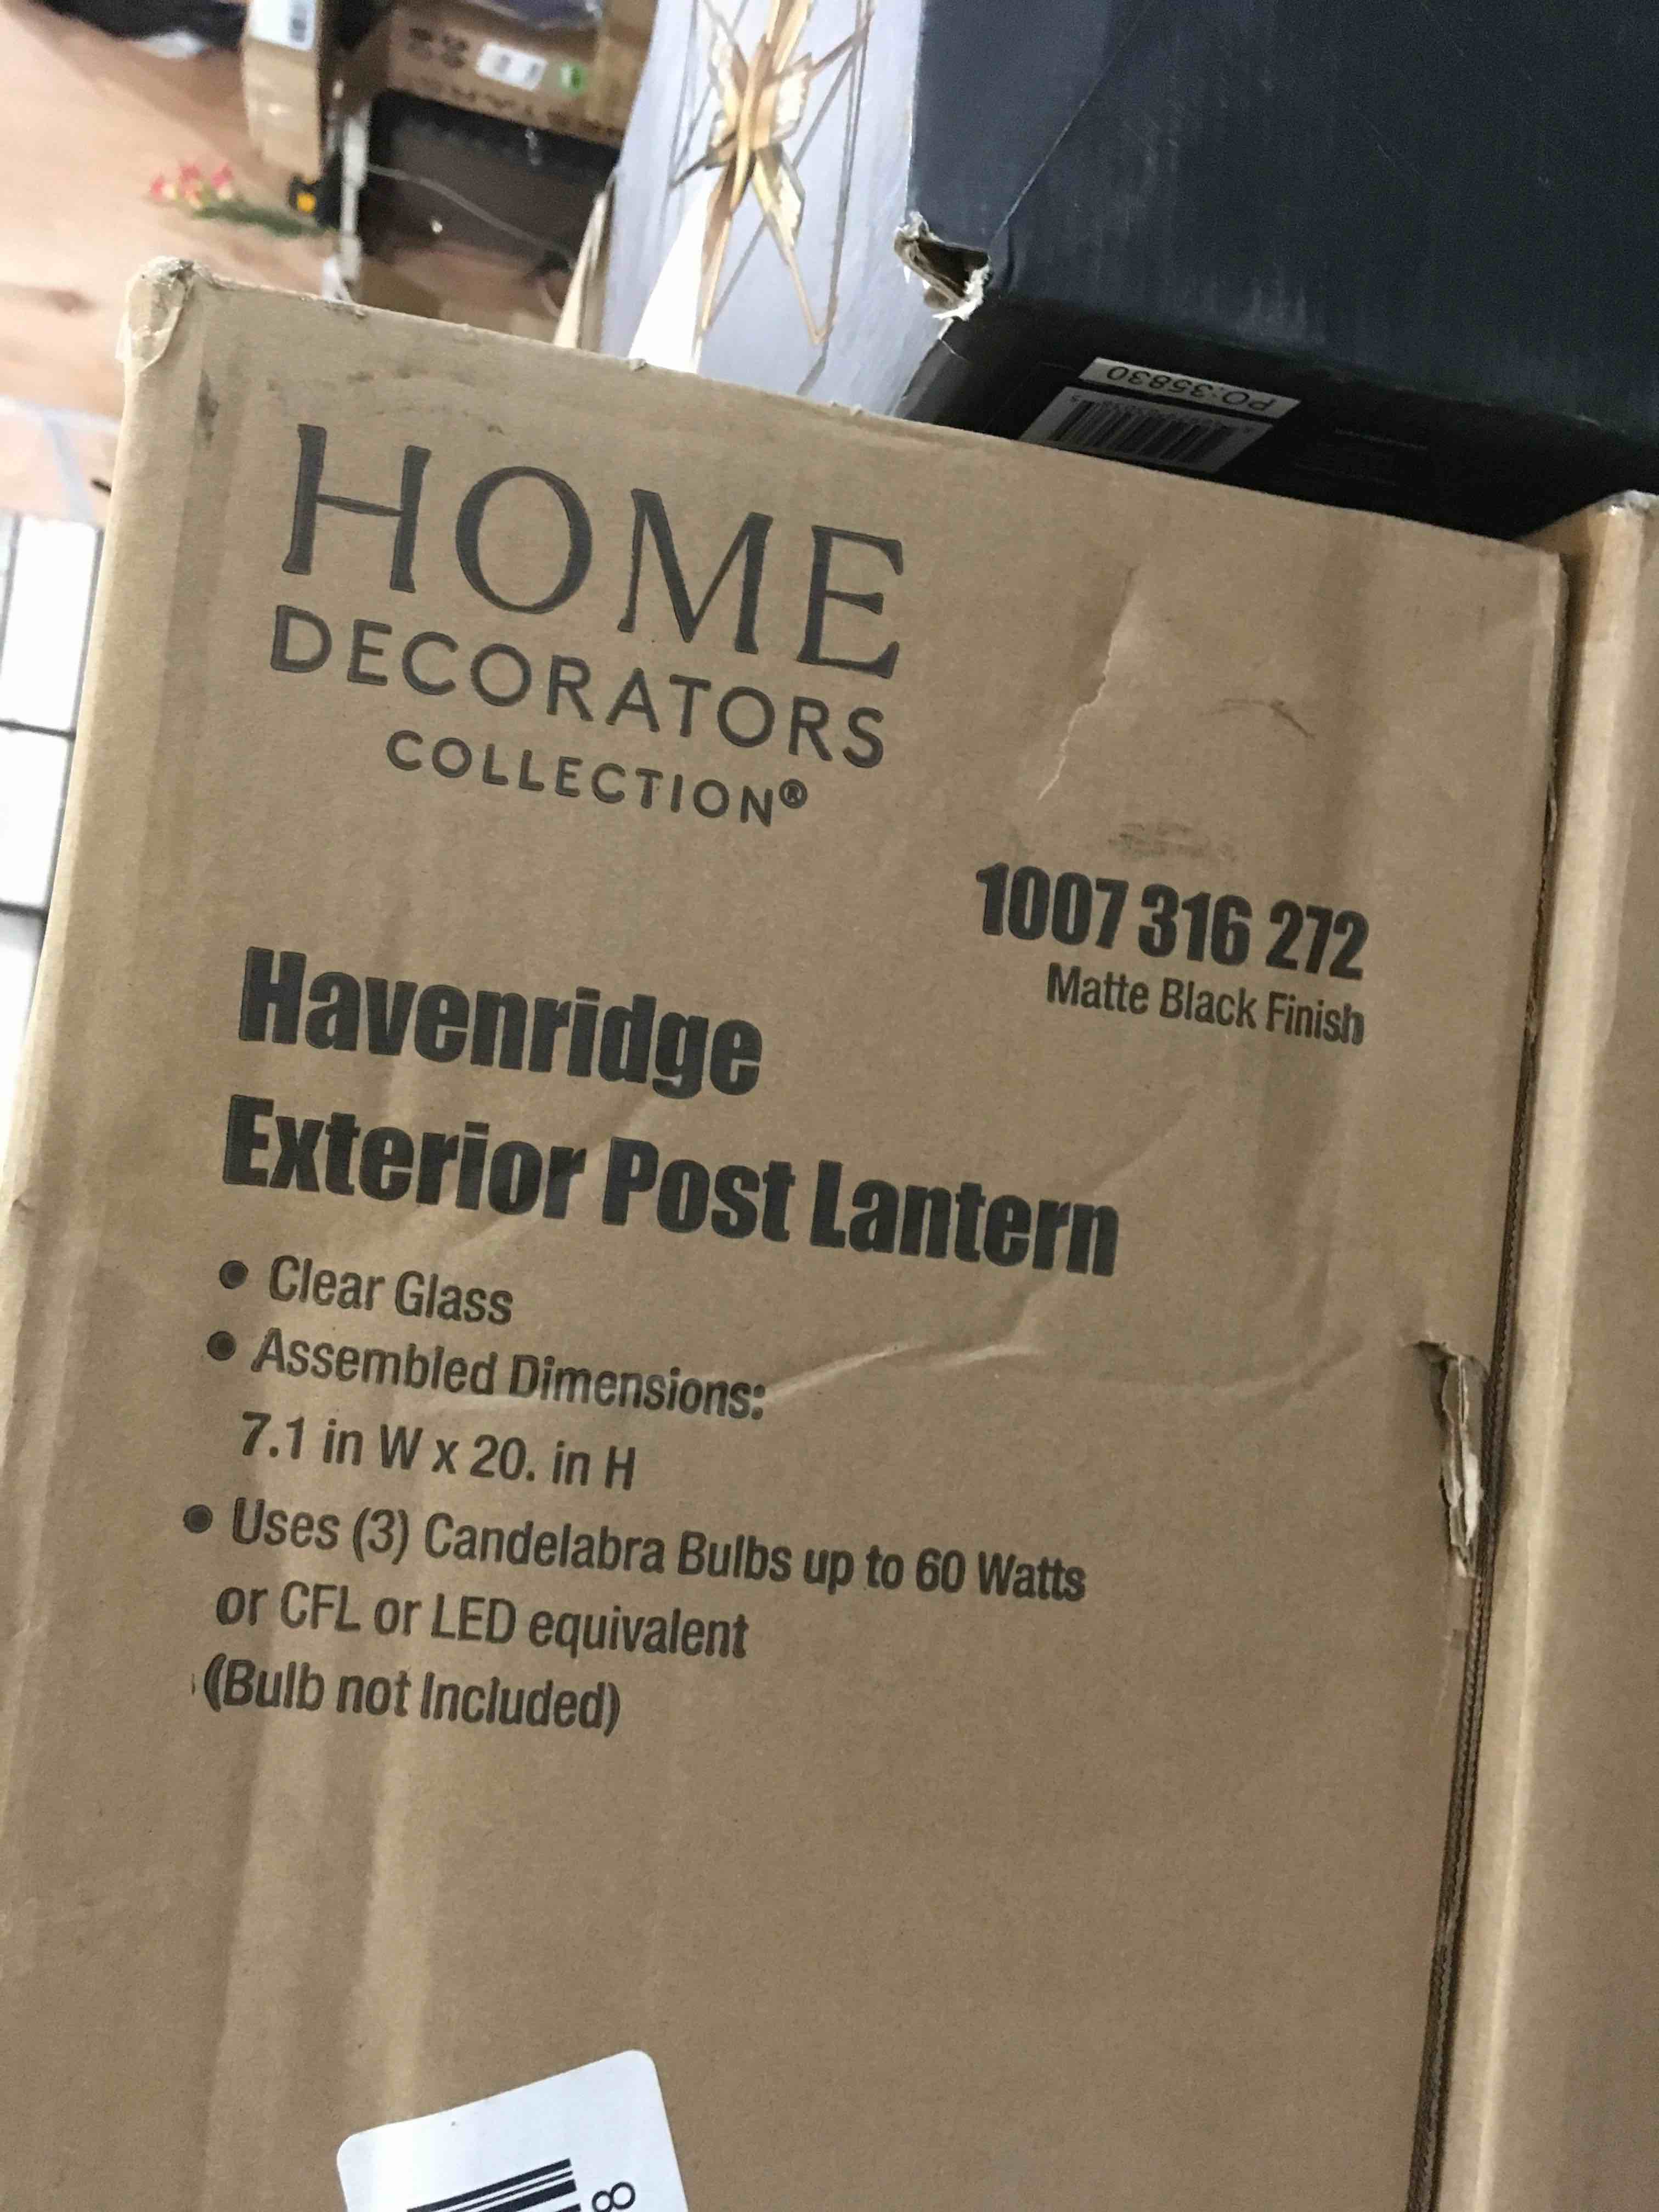 PO:35830
HOME
DECORATORS
COLLECTION®
1007 316 272
Matte Black Finish
Havenridge
Exterior Post Lantern
• Clear Glass
• Assembled Dimensions:
7.1 in W x 20. in H
• Uses (3) Candelabra Bulbs up to 60 Watts
or CFL or LED equivalent
(Bulb not Included)
8